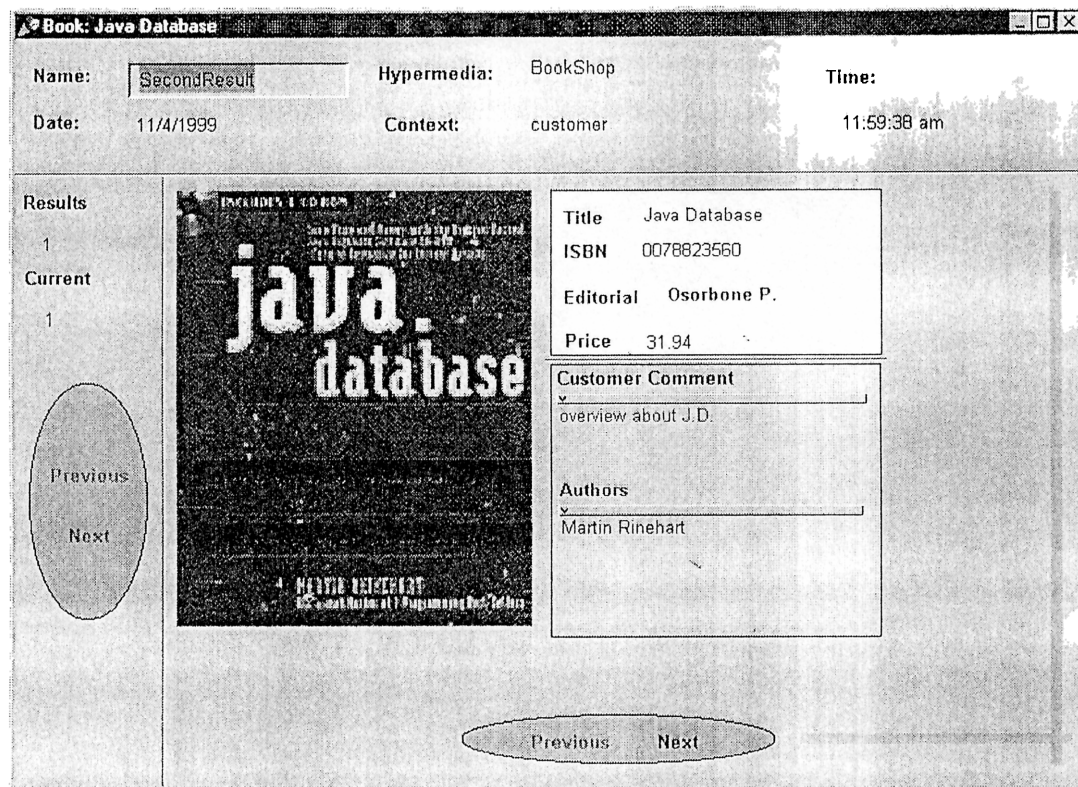 Book: Java Database
Name: SecondResult Hypermedia: BookShop Time:
Date: 11/4/1999 Context: customer 11:59:38 am
Results
1
Current
1
Previous
Next
INCLUDES 1 CD-ROM
java
database
Title Java Database
ISBN 0078823560
Editorial Osorbone P.
Price 31.94
Customer Comment
overview about J.D.
Authors
Martin Rinehart
Previous Next